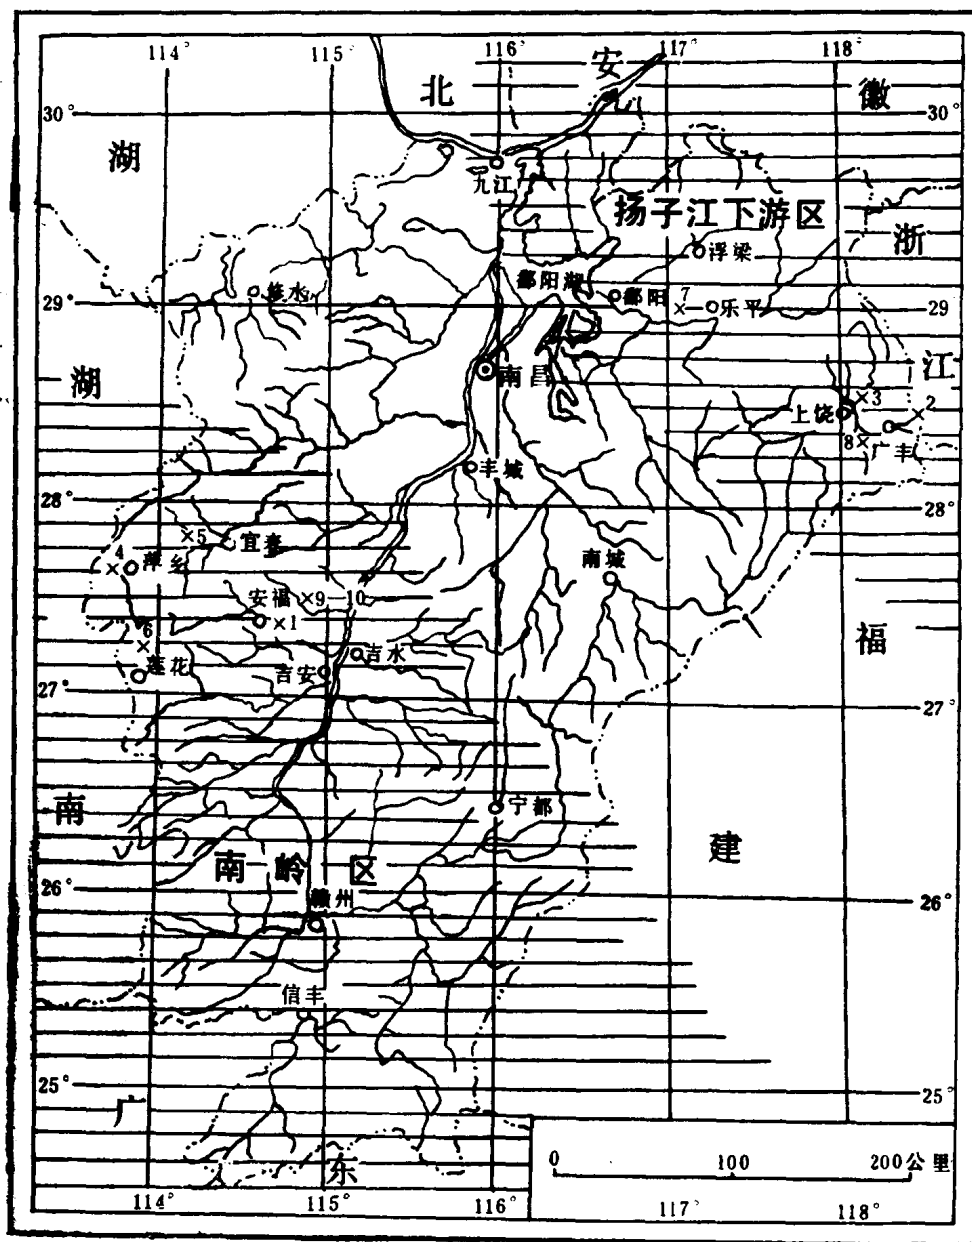 114° 115° 116° 117° 118°
北 安 徽
30° 30°
湖
九江
扬子江下游区
浙
浮梁
鄱阳湖
修水
鄱阳 7 乐平
29° 29
江
湖
南昌
3
2
上饶
8
广丰
丰城
28° 28°
5 宜春
4 萍乡
南城
安福 9—10
1
6
福
吉水
莲花
吉安
27° 27°
宁都
南
建
南岭区
26° 26°
赣州
信丰
25° 25°
广
东
0 100 200公里
114° 115° 116° 117° 118°